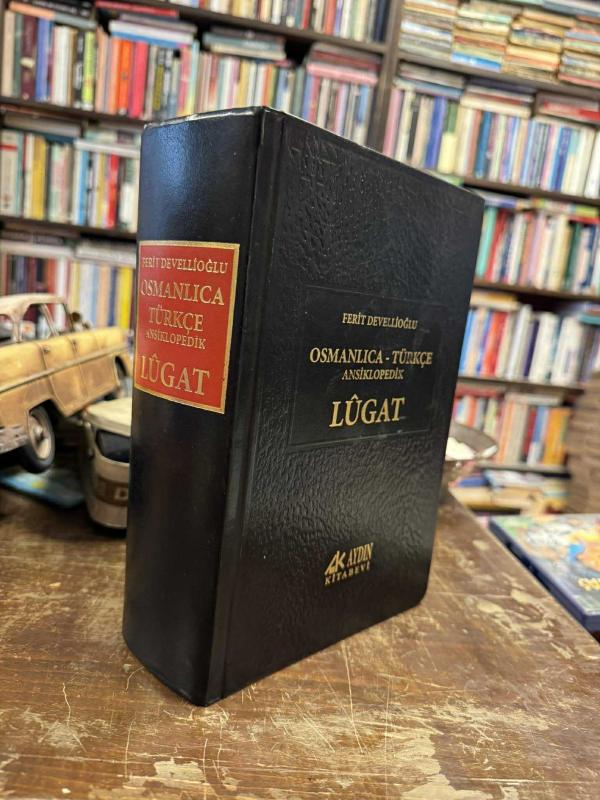 FERİT DEVELLİOĞLU
OSMANLICA
TÜRKÇE
ANSİKLOPEDİK
LÛGAT
FERİT DEVELLİOĞLU
OSMANLICA - TÜRKÇE
ANSİKLOPEDİK
LÛGAT
AK AYDIN
KİTABEVİ